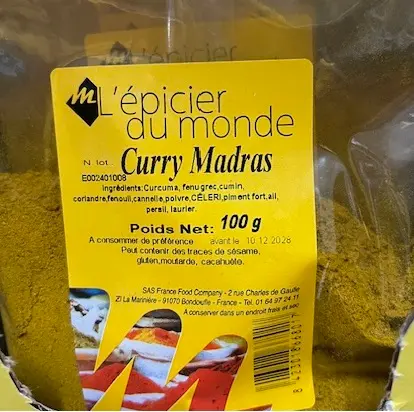 L'épicier
M L'épicier
du monde
N. lot. Curry Madras
E002401008
Ingrédients:Curcuma, fenugrec,cumin,
coriandre,fenouil,cannelle,poivre,CÉLERI,piment fort,ail,
persil, laurier.
Poids Net: 100 g
A consommer de préférence avant le 10.12.2028
Peut contenir des traces de sésame,
gluten,moutarde, cacahuète.
SAS France Food Company - 2 rue Charles de Gaulle
ZI La Marinière - 91070 Bondoufle - France - Tel. 01 64 97 24 11
A conserver dans un endroit frais et sec